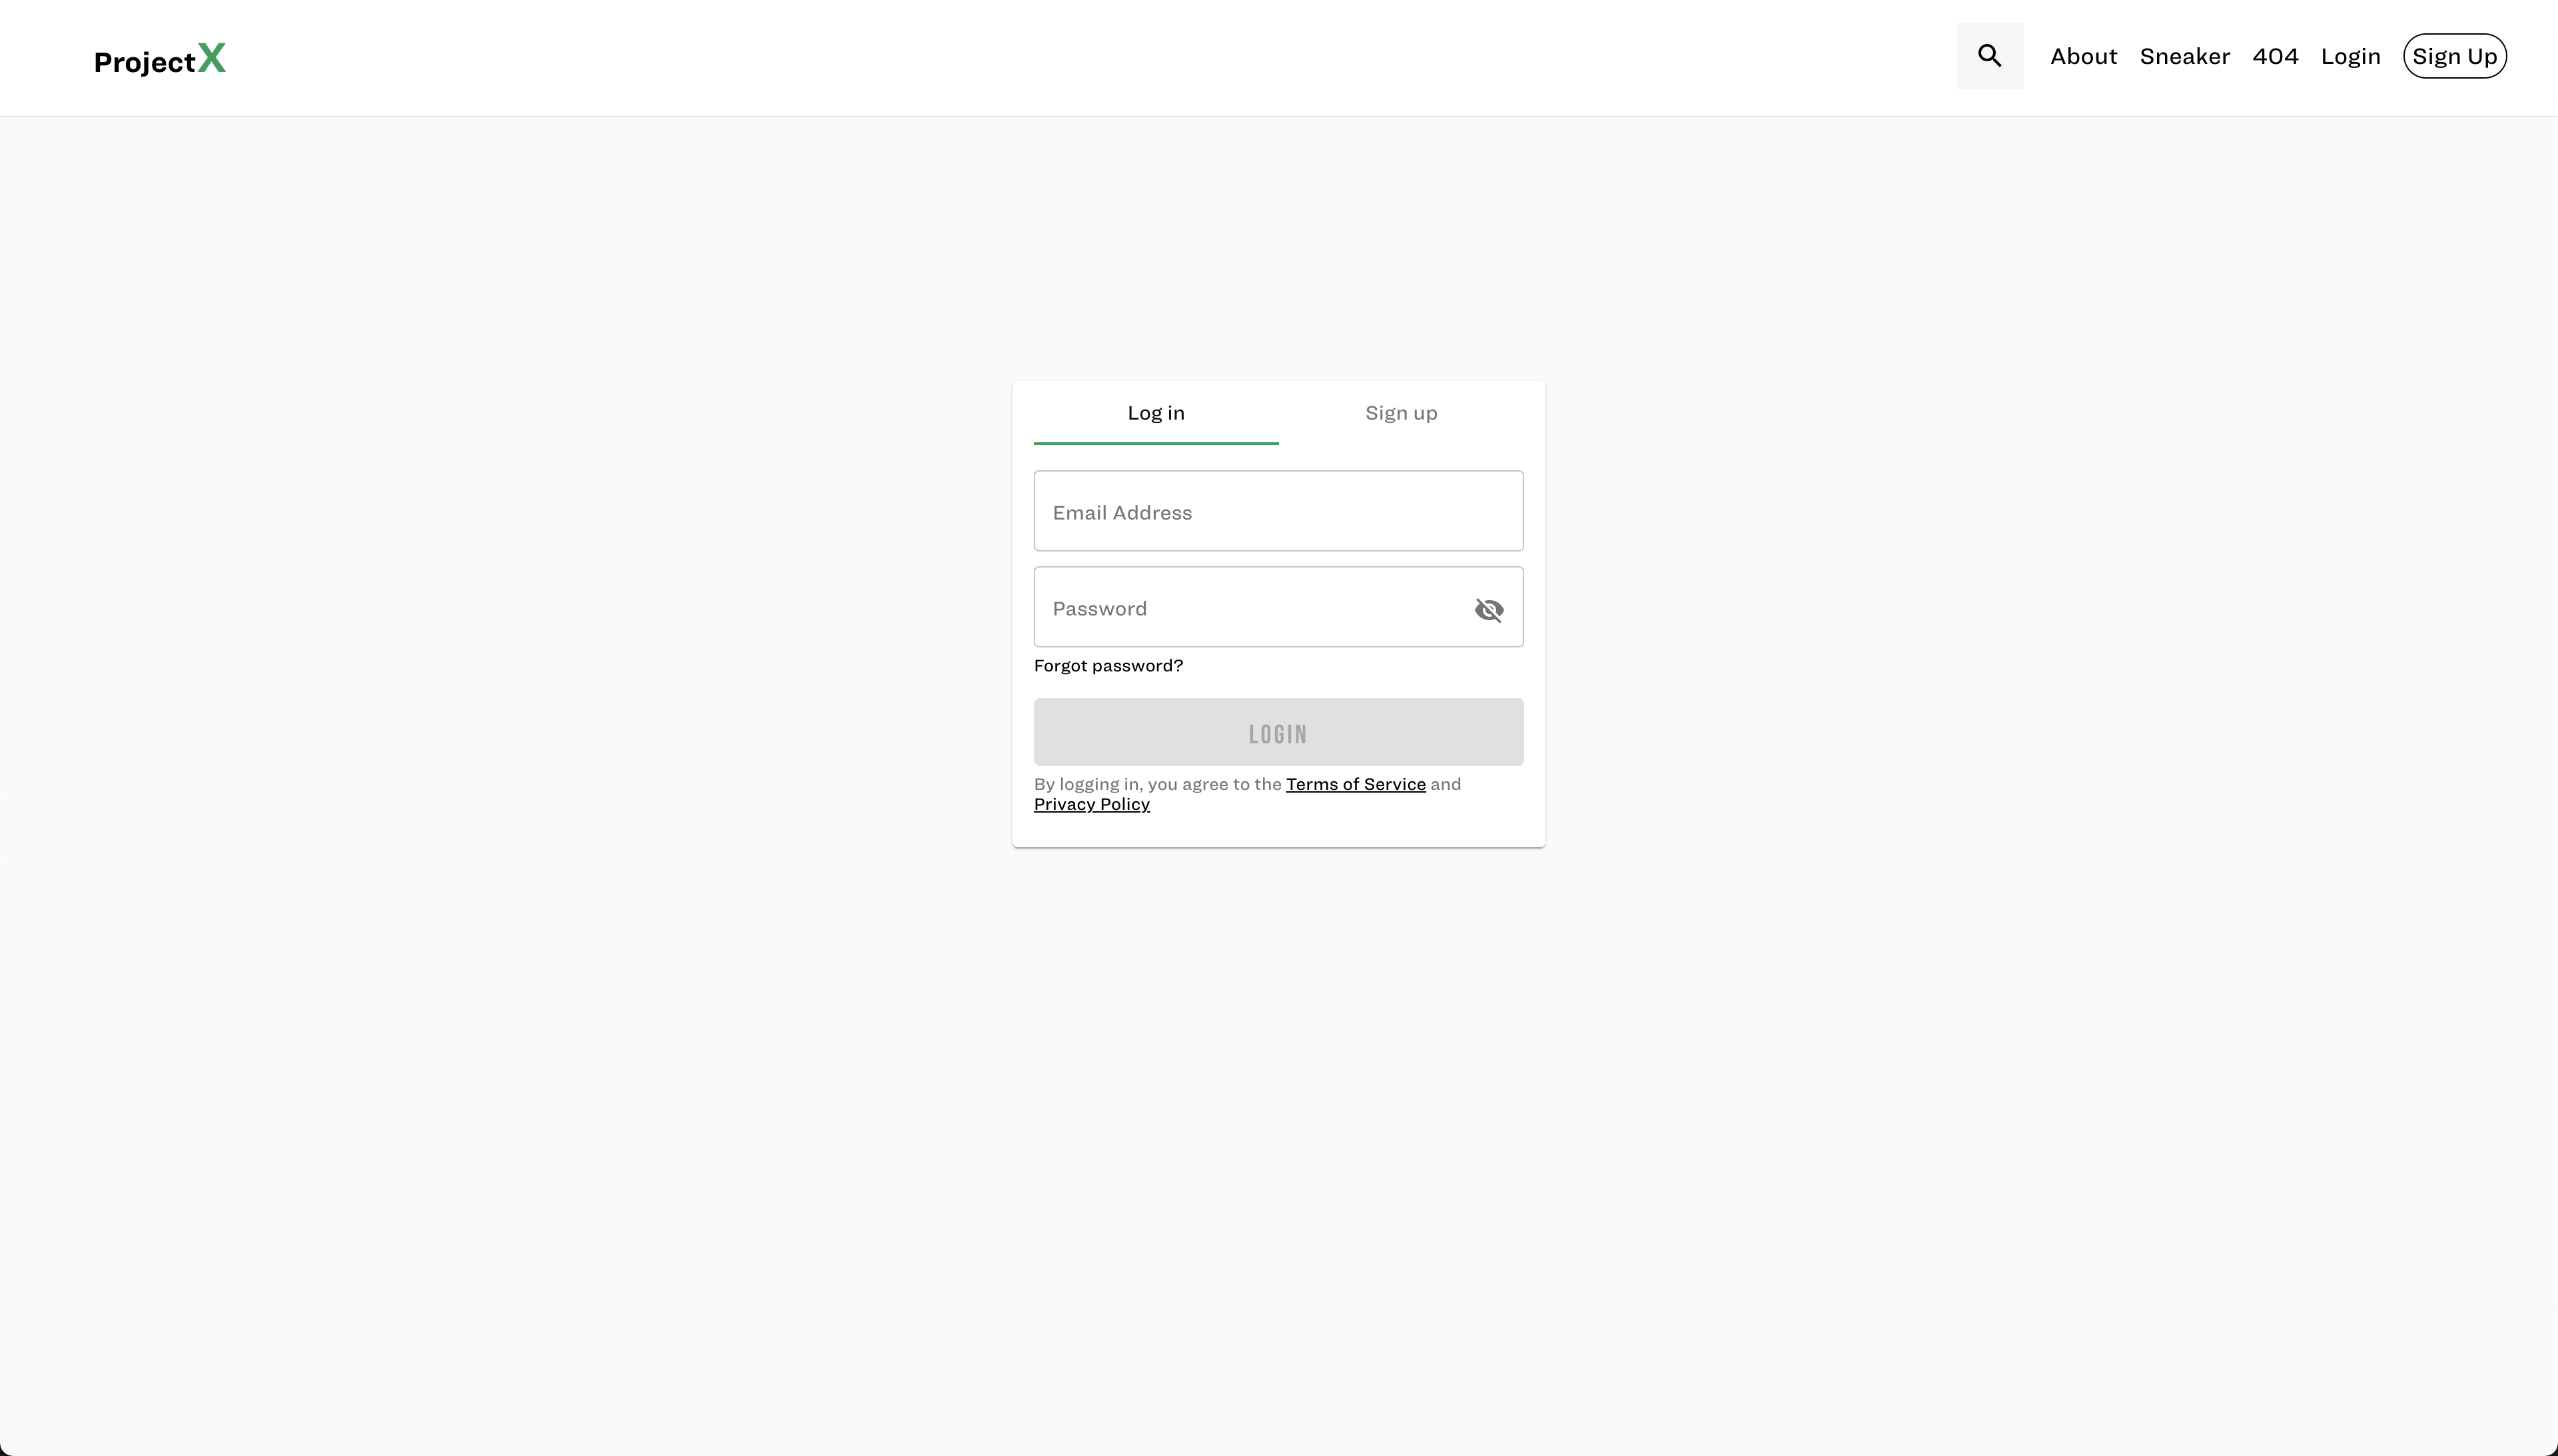 ProjectX
About Sneaker 404 Login Sign Up
Log in Sign up
Email Address
Password
Forgot password?
LOGIN
By logging in, you agree to the Terms of Service and
Privacy Policy